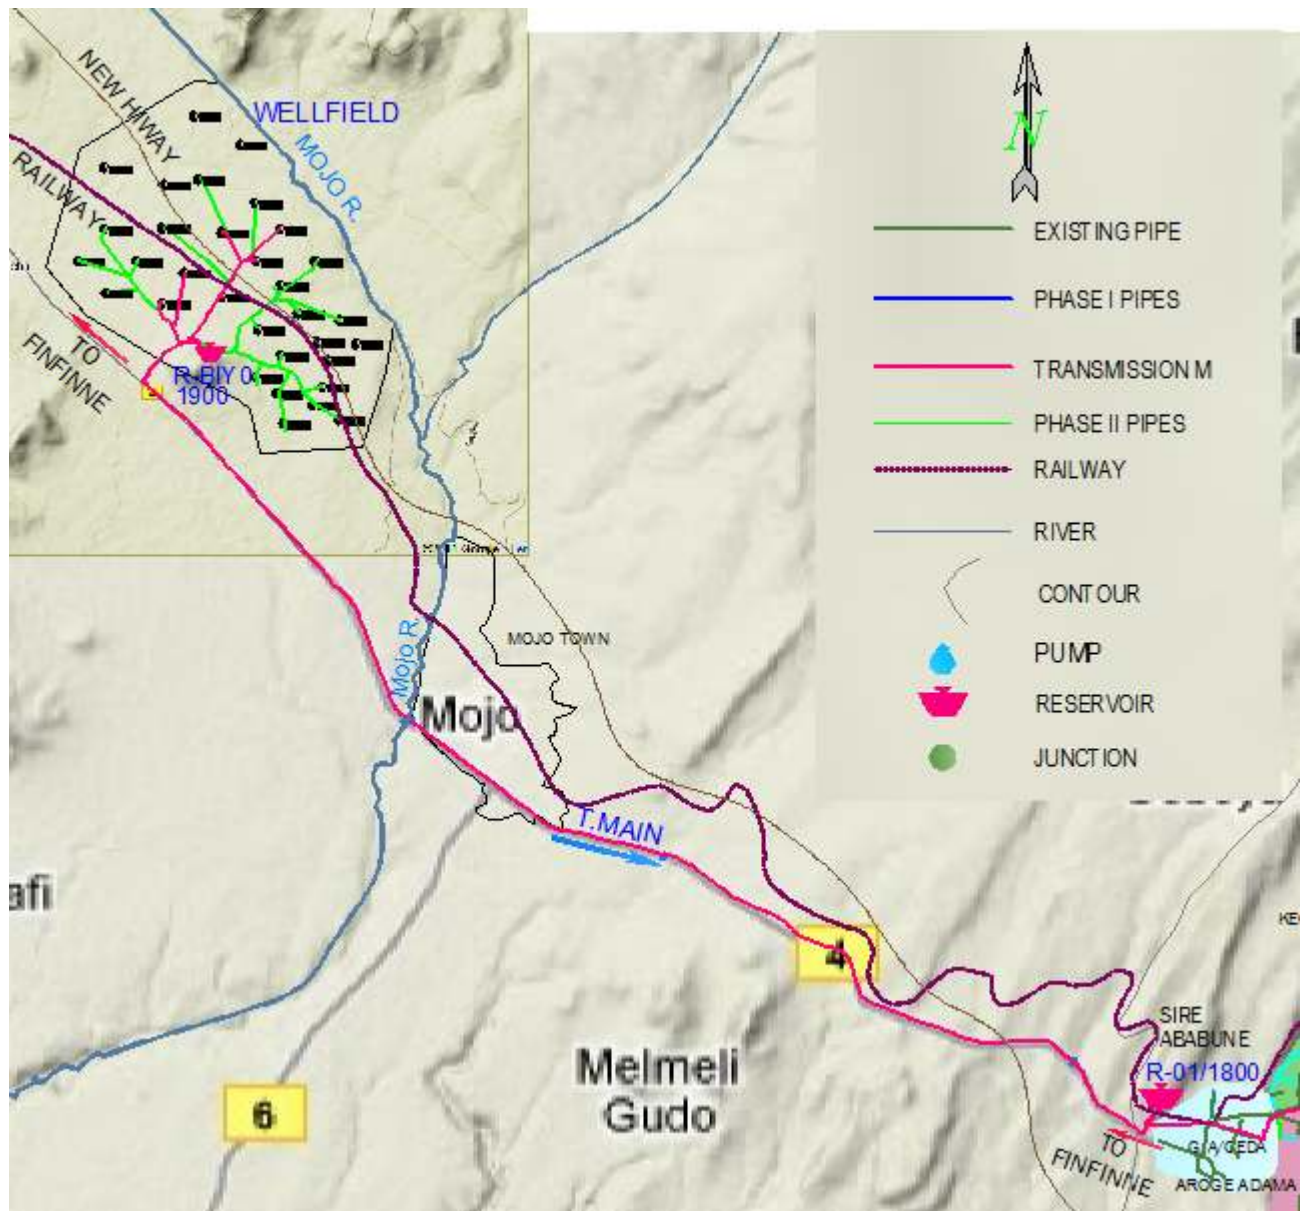 NEW HIWAY
WELLFIELD
MOJO R.
RAILWAY
TO
FINFINNE
R-BIY 0
1900
N
EXISTING PIPE
PHASE I PIPES
TRANSMISSION M
PHASE II PIPES
RAILWAY
RIVER
CONTOUR
PUMP
RESERVOIR
JUNCTION
MOJO TOWN
Mojo R.
Mojo
T.MAIN
afi
4
6
Melmeli
Gudo
SIRE
ABABUNE
R-01/1800
TO
FINFINNE
G/A/CEDA
AROGE ADAMA